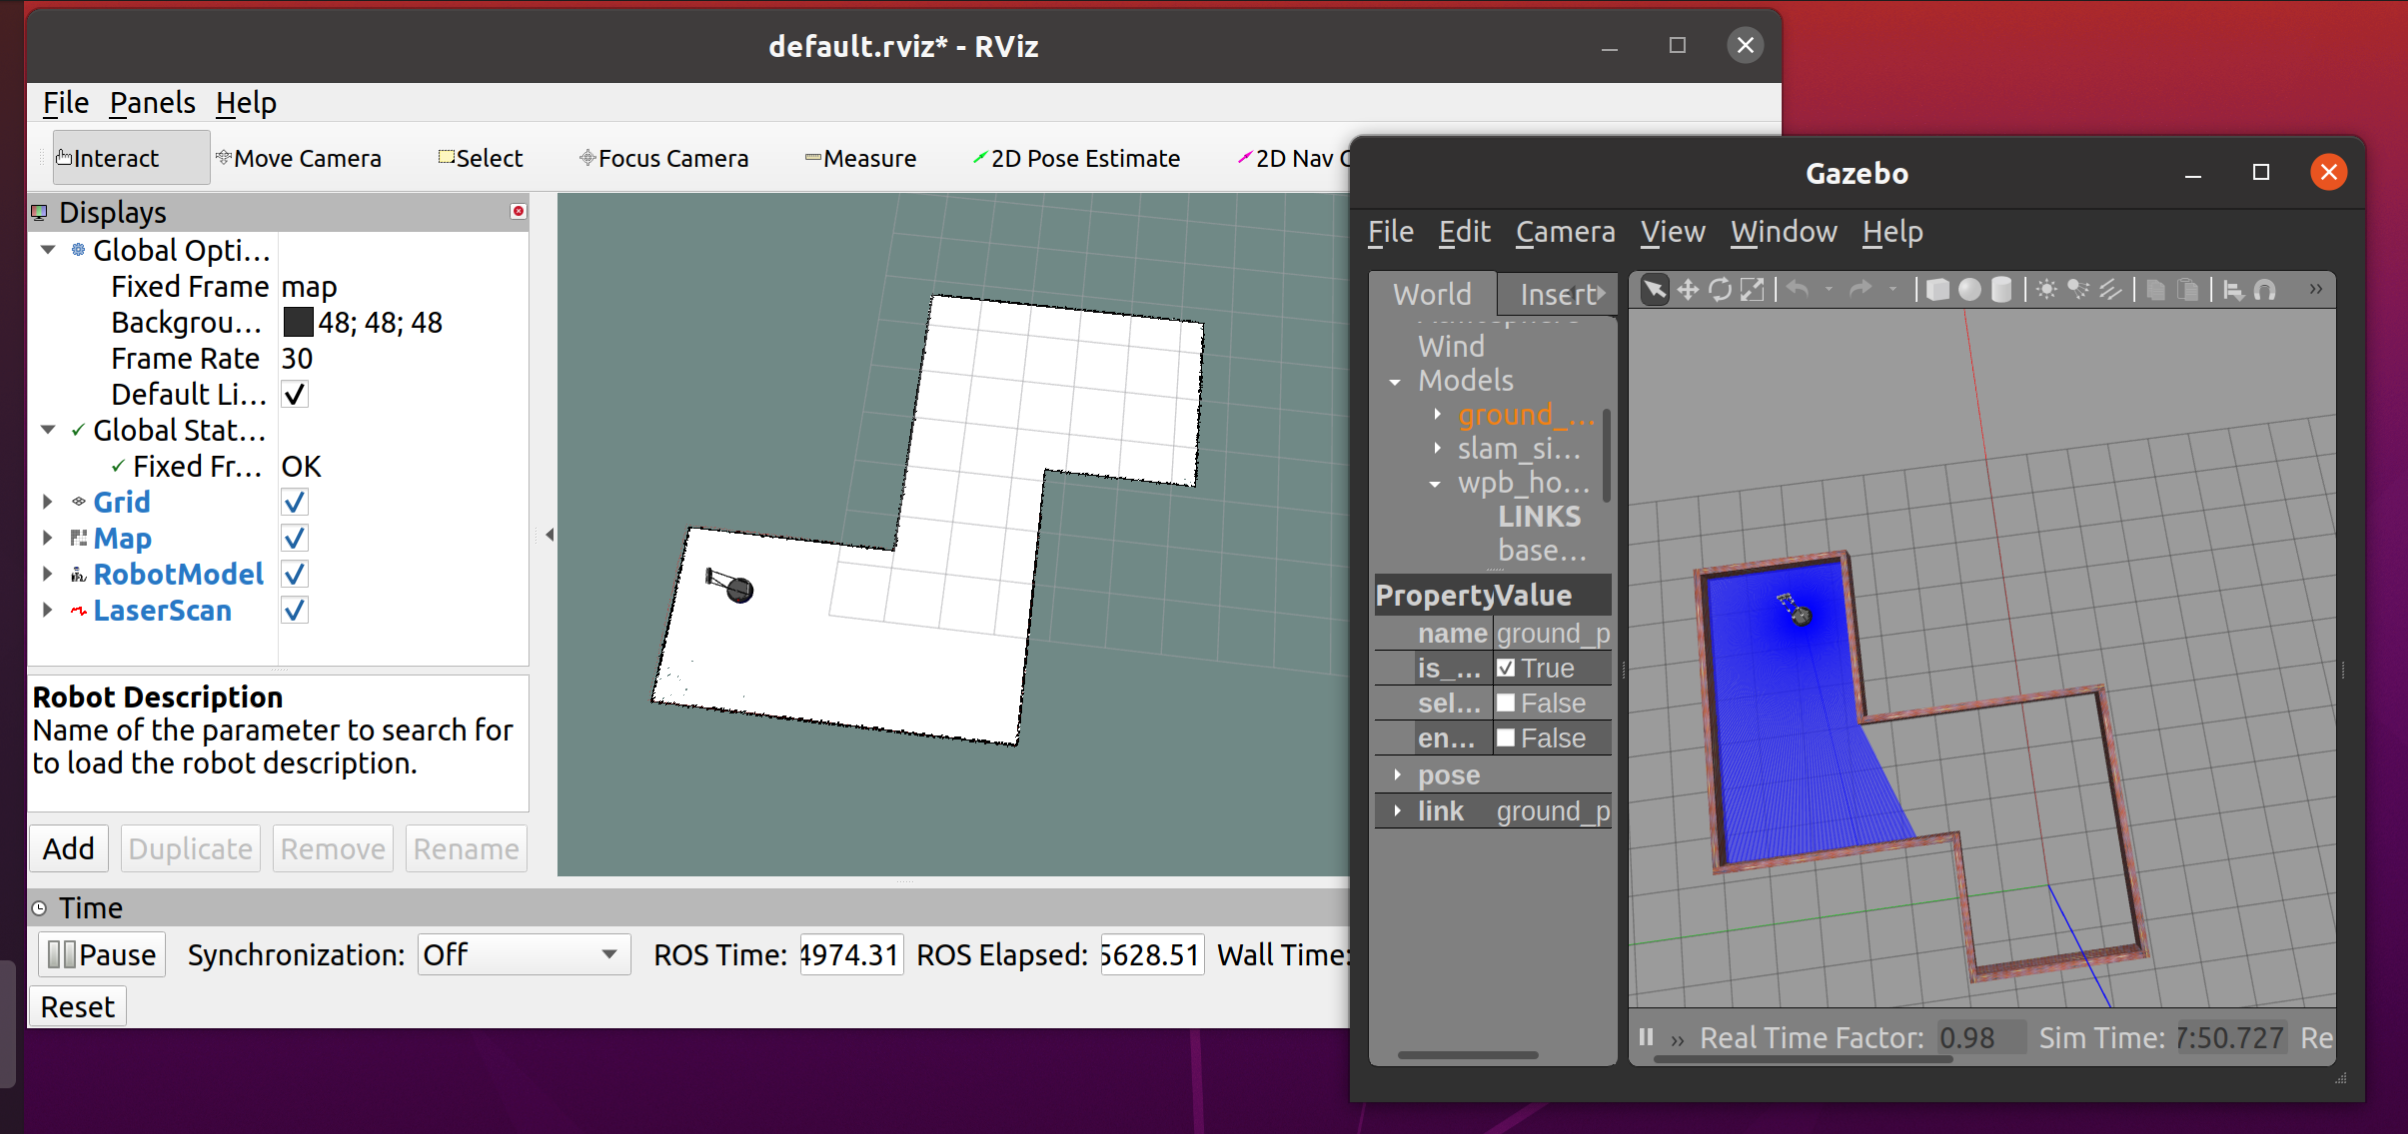 default.rviz* - RViz
File Panels Help
Interact Move Camera Select Focus Camera Measure 2D Pose Estimate 2D Nav
Displays
Global Opti...
Fixed Frame map
Backgrou... 48; 48; 48
Frame Rate 30
Default Li...
Global Stat...
Fixed Fr... OK
Grid
Map
RobotModel
LaserScan
Robot Description
Name of the parameter to search for
to load the robot description.
Add Duplicate Remove Rename
Time
Pause Synchronization: Off ROS Time: 4974.31 ROS Elapsed: 5628.51 Wall Time:
Reset
Gazebo
File Edit Camera View Window Help
World Insert
Wind
Models
ground_...
slam_si...
wpb_ho...
LINKS
base...
Property Value
name ground_p
is_... True
sel... False
en... False
pose
link ground_p
Real Time Factor: 0.98 Sim Time: 7:50.727 Re